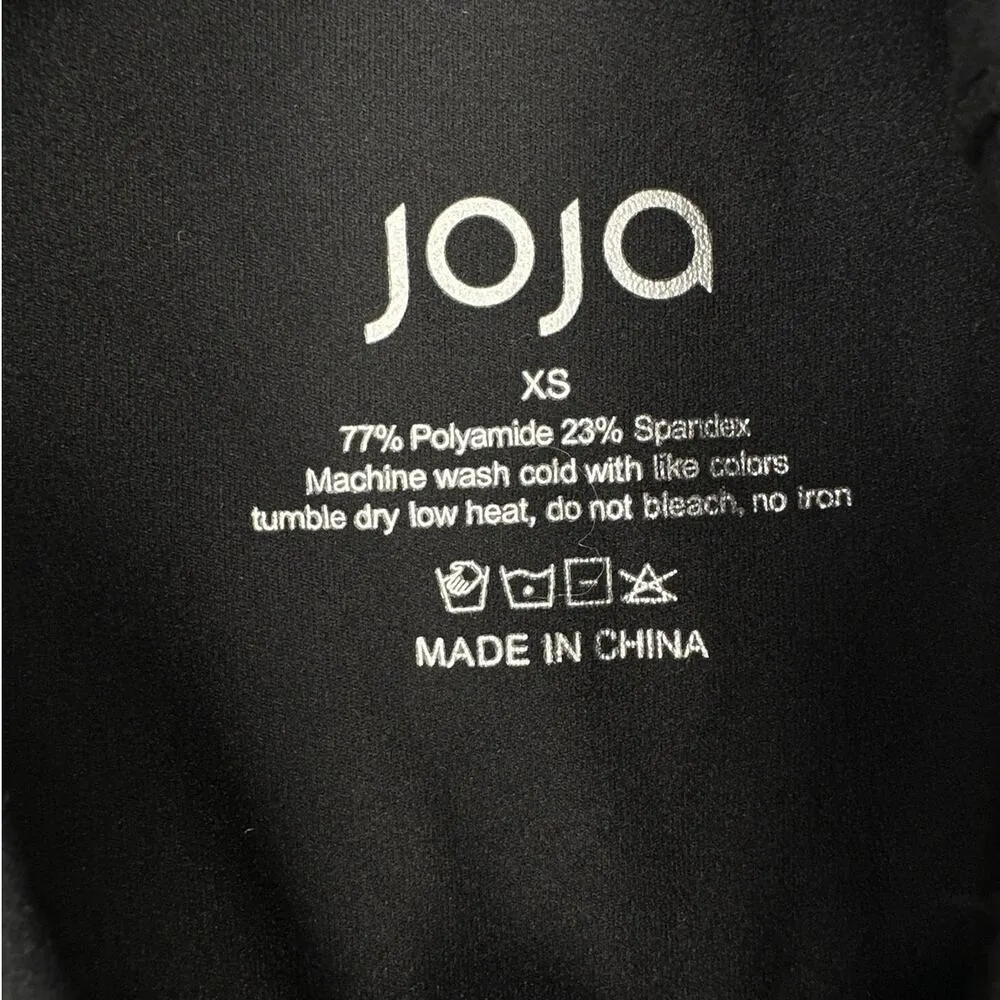 JOJA
XS
77% Polyamide 23% Spandex
Machine wash cold with like colors
tumble dry low heat, do not bleach, no iron
MADE IN CHINA